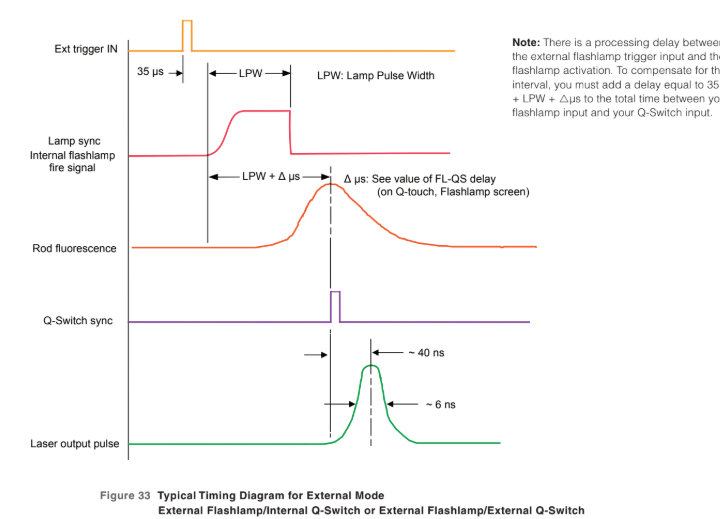 Ext trigger IN
35 µs
LPW
LPW: Lamp Pulse Width
Note: There is a processing delay between
the external flashlamp trigger input and the
flashlamp activation. To compensate for th
interval, you must add a delay equal to 35
+ LPW + △µs to the total time between yo
flashlamp input and your Q-Switch input.
Lamp sync
Internal flashlamp
fire signal
LPW + Δ µs
Δ µs: See value of FL-QS delay
(on Q-touch, Flashlamp screen)
Rod fluorescence
Q-Switch sync
~ 40 ns
~ 6 ns
Laser output pulse
Figure 33 Typical Timing Diagram for External Mode
External Flashlamp/Internal Q-Switch or External Flashlamp/External Q-Switch